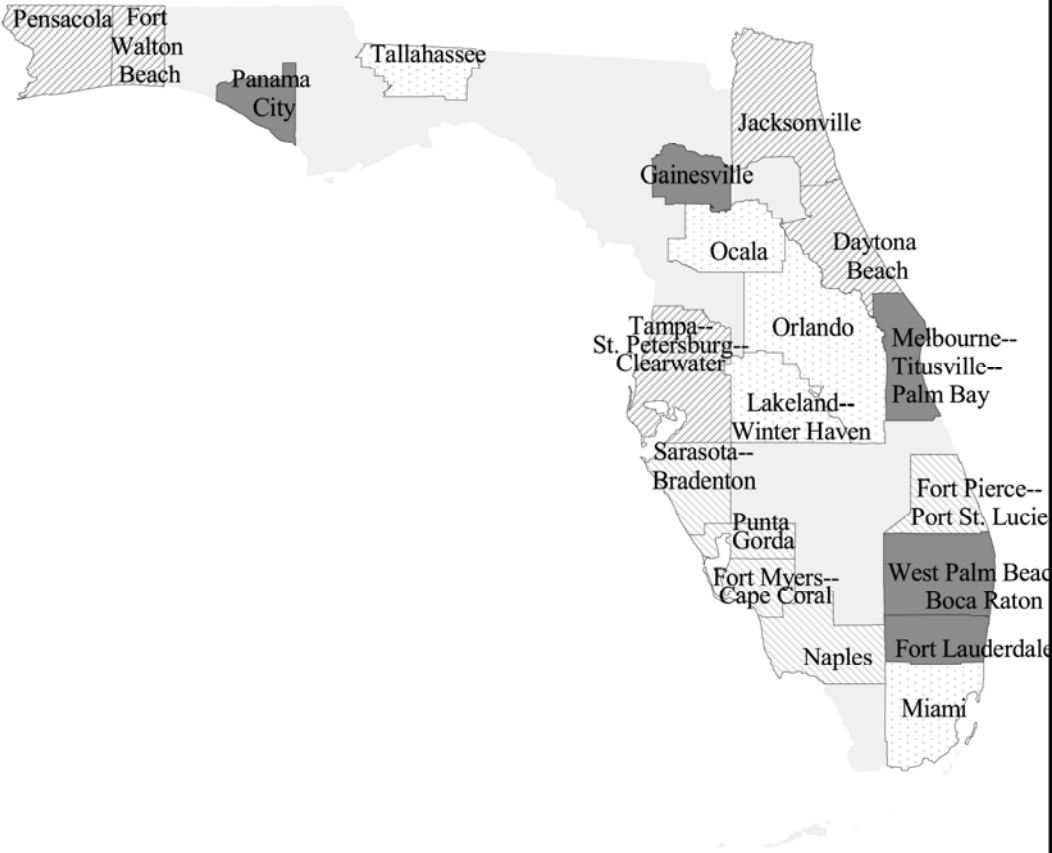 Pensacola
Fort
Walton
Beach
Panama
City
Tallahassee
Jacksonville
Gainesville
Ocala
Daytona
Beach
Orlando
Tampa--
St. Petersburg--
Clearwater
Melbourne--
Titusville--
Palm Bay
Lakeland--
Winter Haven
Sarasota--
Bradenton
Fort Pierce--
Port St. Lucie
Punta
Gorda
Fort Myers--
Cape Coral
West Palm Beac
Boca Raton
Naples
Fort Lauderdale
Miami